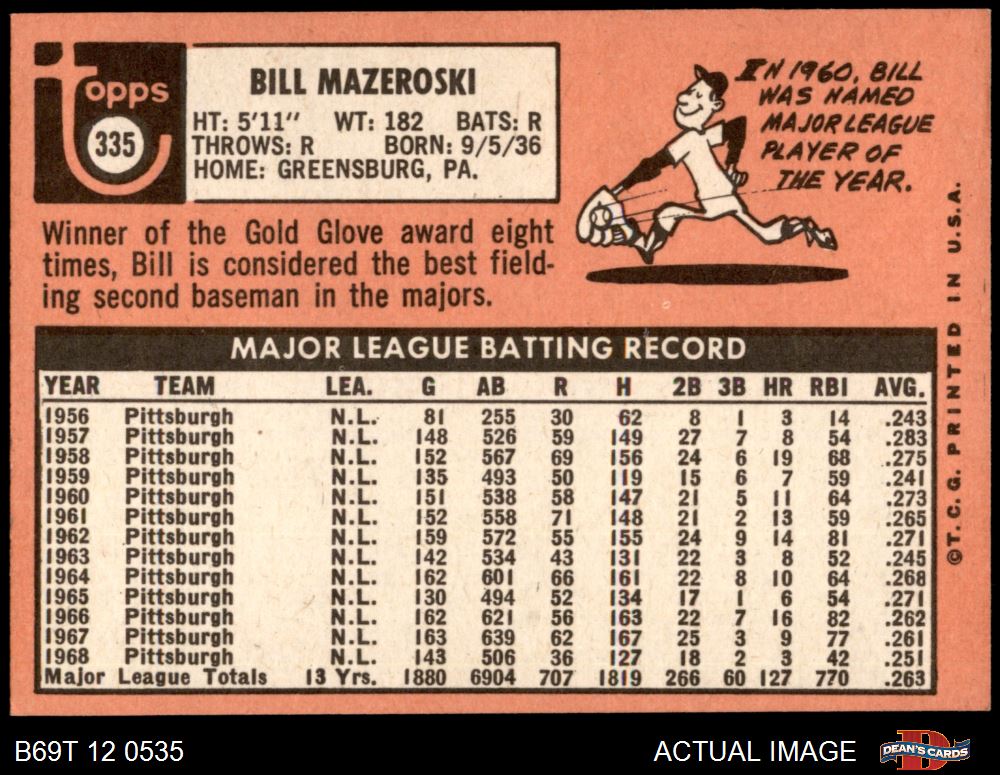 topps
335
BILL MAZEROSKI
HT: 5'11" WT: 182 BATS: R
THROWS: R BORN: 9/5/36
HOME: GREENSBURG, PA.
IN 1960, BILL
WAS NAMED
MAJOR LEAGUE
PLAYER OF
THE YEAR.
Winner of the Gold Glove award eight
times, Bill is considered the best field-
ing second baseman in the majors.
MAJOR LEAGUE BATTING RECORD
YEAR TEAM LEA. G AB R H 2B 3B HR RBI AVG.
1956 Pittsburgh N.L. 81 255 30 62 8 1 3 14 .243
1957 Pittsburgh N.L. 148 526 59 149 27 7 8 54 .283
1958 Pittsburgh N.L. 152 567 69 156 24 6 19 68 .275
1959 Pittsburgh N.L. 135 493 50 119 15 6 7 59 .241
1960 Pittsburgh N.L. 151 538 58 147 21 5 11 64 .273
1961 Pittsburgh N.L. 152 558 71 148 21 2 13 59 .265
1962 Pittsburgh N.L. 159 572 55 155 24 9 14 81 .271
1963 Pittsburgh N.L. 142 534 43 131 22 3 8 52 .245
1964 Pittsburgh N.L. 162 601 66 161 22 8 10 64 .268
1965 Pittsburgh N.L. 130 494 52 134 17 1 6 54 .271
1966 Pittsburgh N.L. 162 621 56 163 22 7 16 82 .262
1967 Pittsburgh N.L. 163 639 62 167 25 3 9 77 .261
1968 Pittsburgh N.L. 143 506 36 127 18 2 3 42 .251
Major League Totals 13 Yrs. 1880 6904 707 1819 266 60 127 770 .263
©T.C.G. PRINTED IN U.S.A.
B69T 12 0535
ACTUAL IMAGE
DEAN'S CARDS